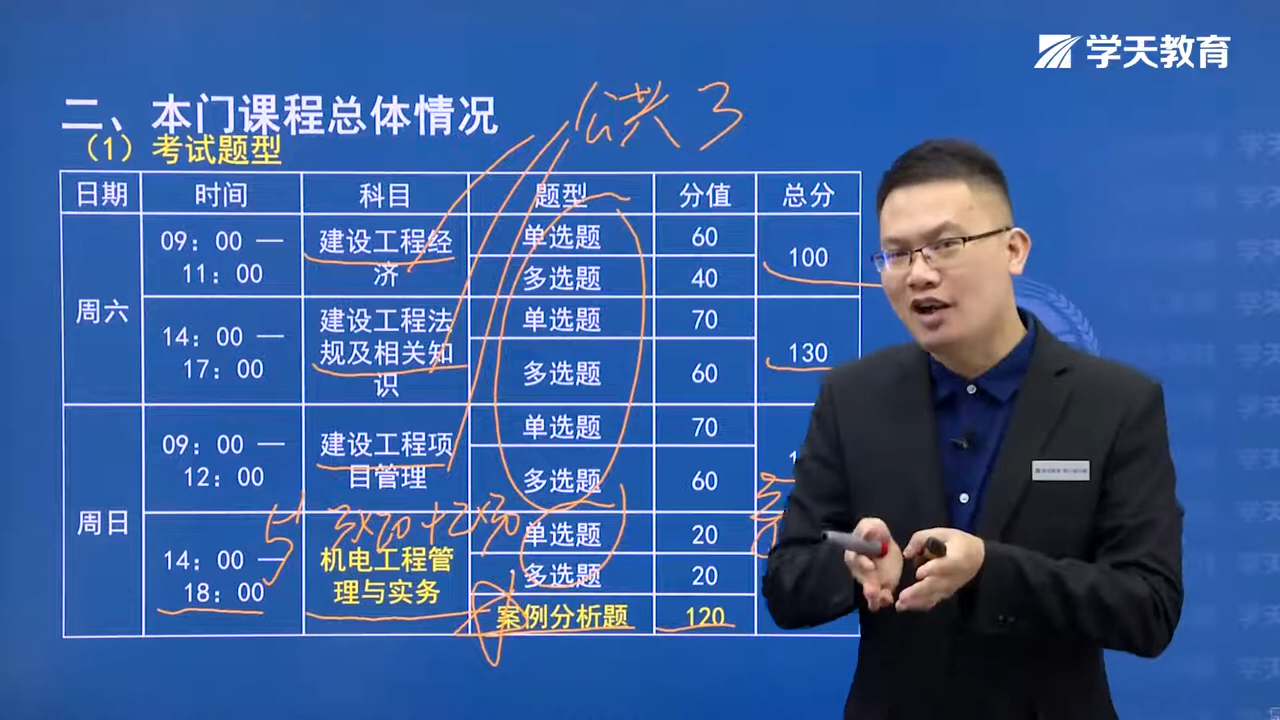 学天教育
二、本门课程总体情况
公共 3
（1）考试题型
日期 时间 科目 题型 分值 总分
周六
09：00 —
11：00
建设工程经
济
单选题 60
多选题 40
100
14：00 —
17：00
建设工程法
规及相关知
识
单选题 70
多选题 60
130
周日
09：00 —
12：00
建设工程项
目管理
单选题 70
多选题 60
14：00 —
18：00
3×30+2×30
机电工程管
理与实务
单选题 20
多选题 20
案例分析题 120